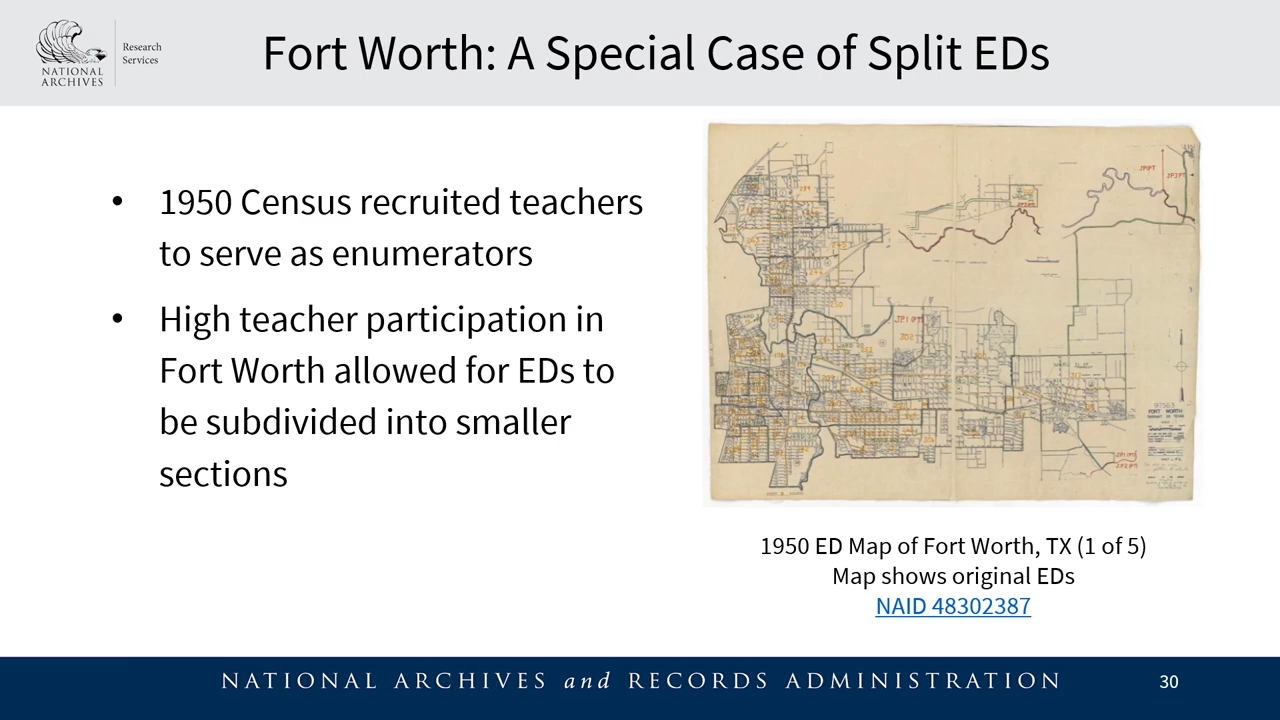 NATIONAL
ARCHIVES
Research
Services
Fort Worth: A Special Case of Split EDs
• 1950 Census recruited teachers
to serve as enumerators
• High teacher participation in
Fort Worth allowed for EDs to
be subdivided into smaller
sections
FORT WORTH
1950 ED Map of Fort Worth, TX (1 of 5)
Map shows original EDs
NAID 48302387
NATIONAL ARCHIVES and RECORDS ADMINISTRATION
30